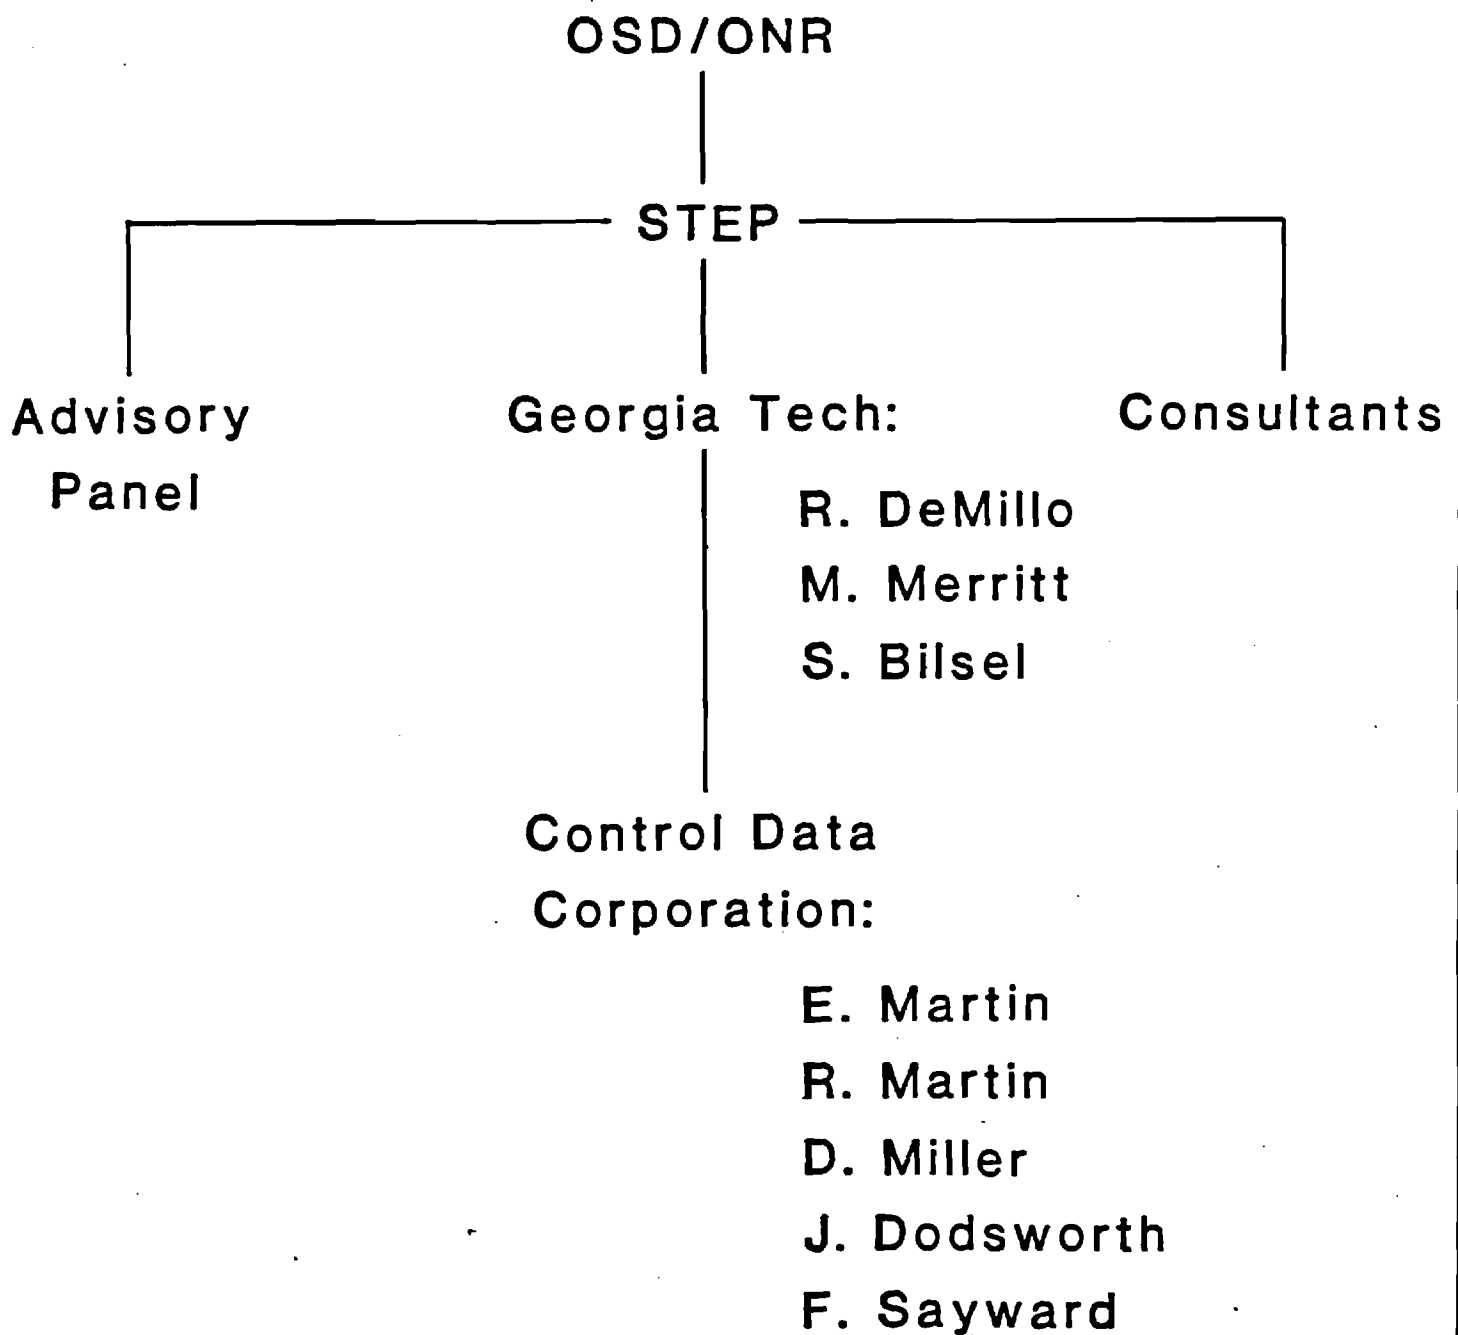 OSD/ONR
STEP
Advisory
Panel
Georgia Tech:
R. DeMillo
M. Merritt
S. Bilsel
Consultants
Control Data
Corporation:
E. Martin
R. Martin
D. Miller
J. Dodsworth
F. Sayward